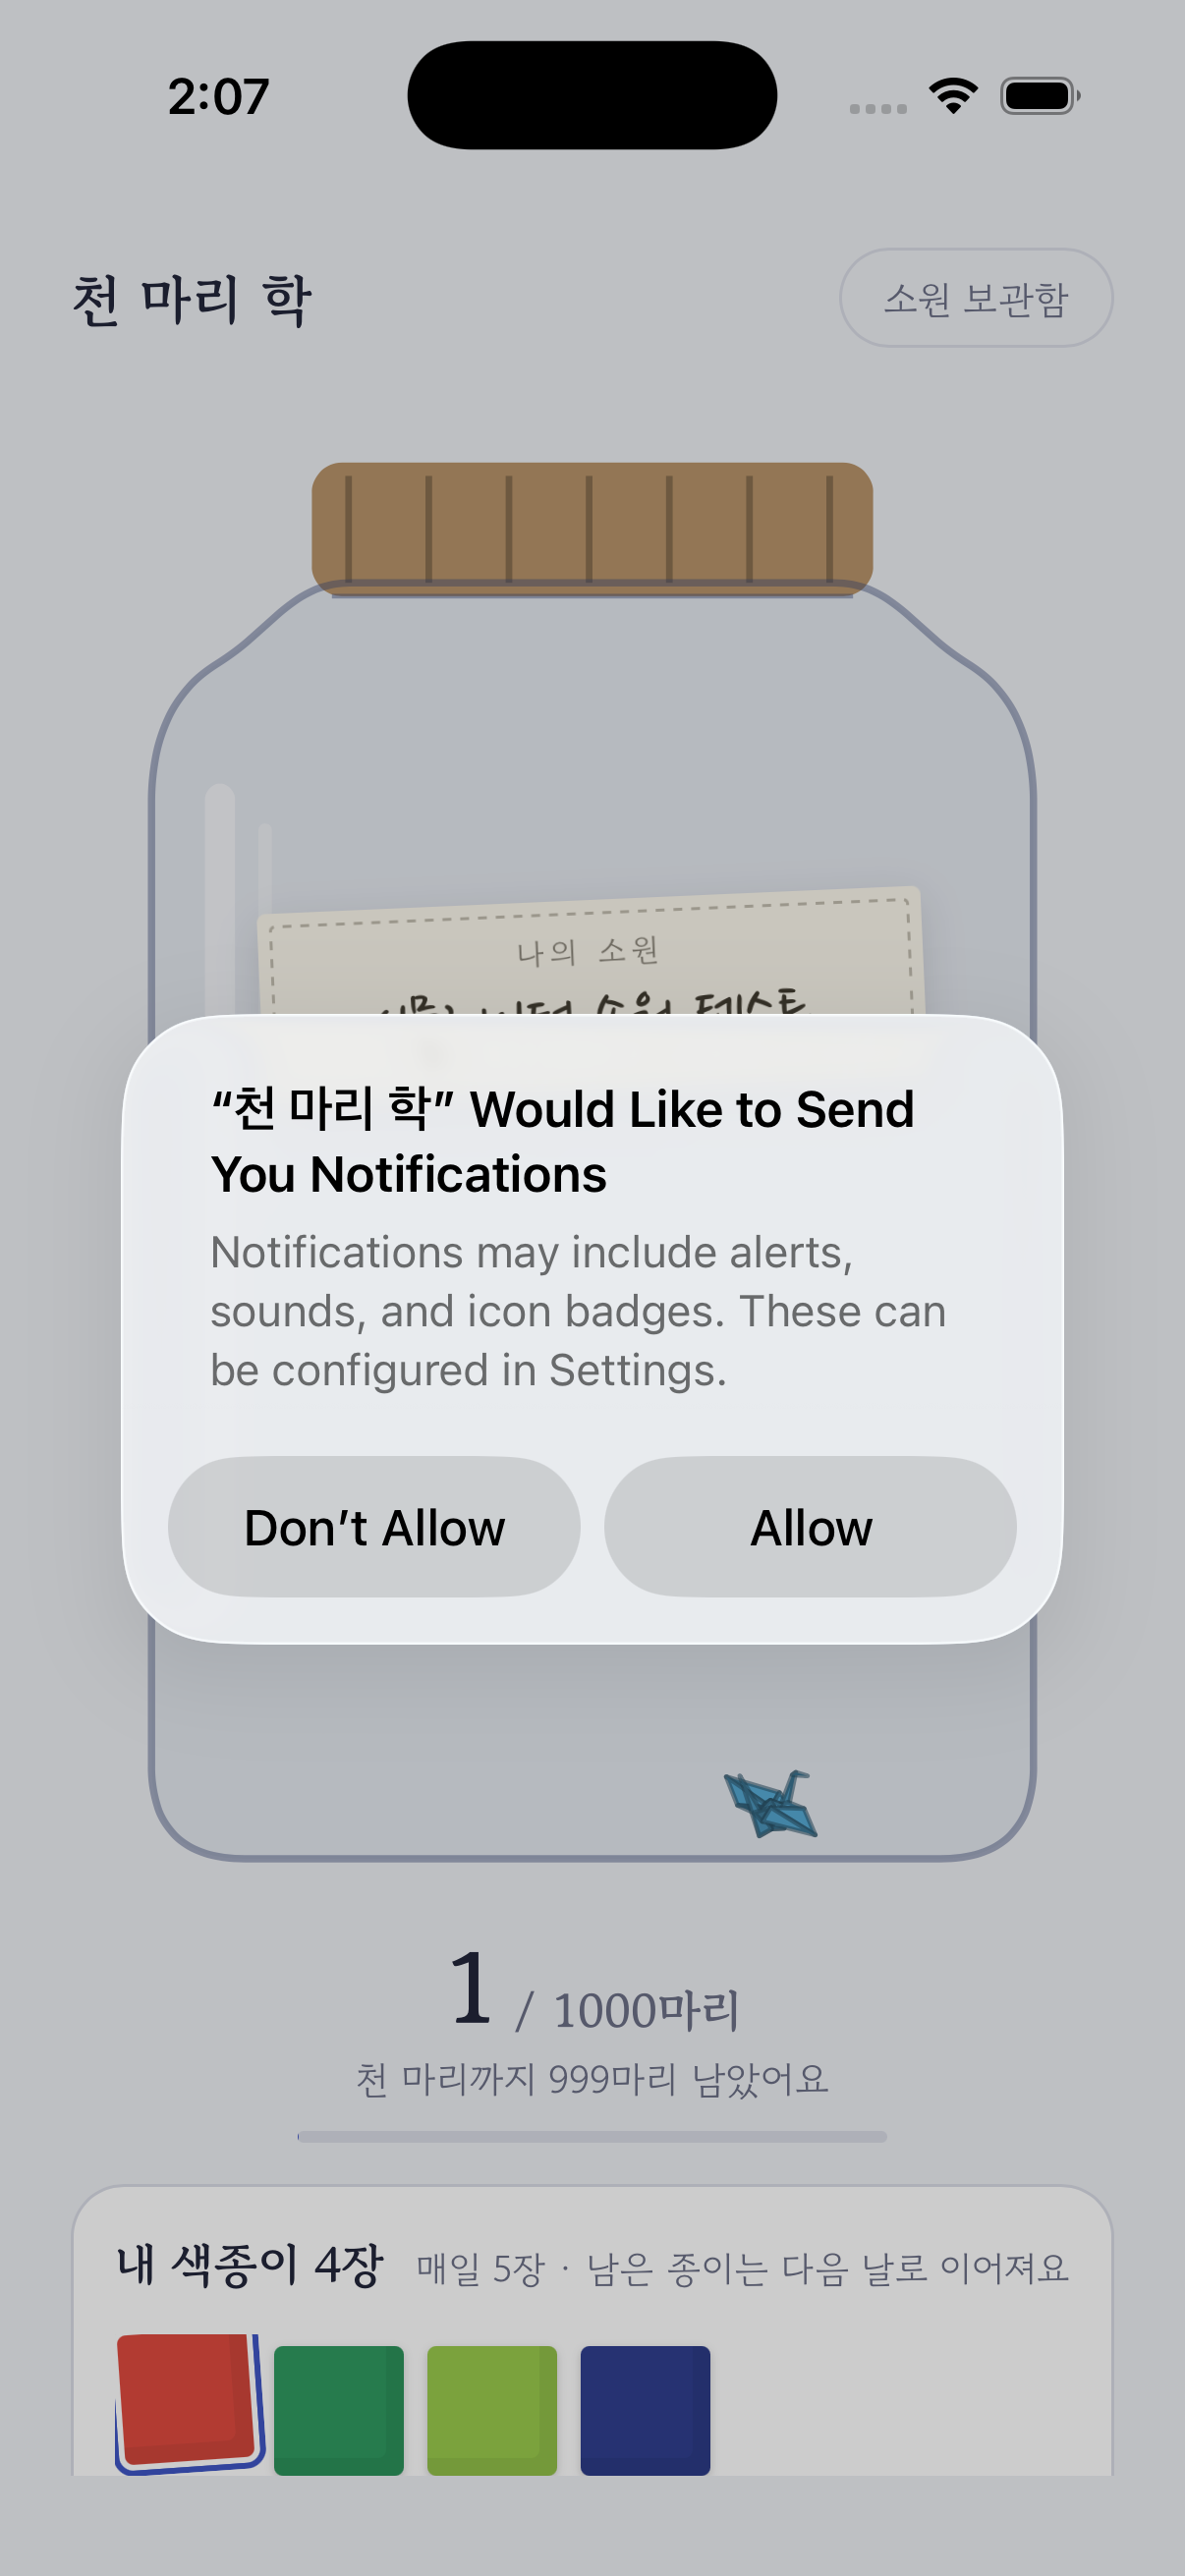 2:07
천 마리 학
소원 보관함
나의 소원
“천 마리 학” Would Like to Send
You Notifications
Notifications may include alerts,
sounds, and icon badges. These can
be configured in Settings.
Don’t Allow
Allow
1 / 1000마리
천 마리까지 999마리 남았어요
내 색종이 4장
매일 5장 · 남은 종이는 다음 날로 이어져요